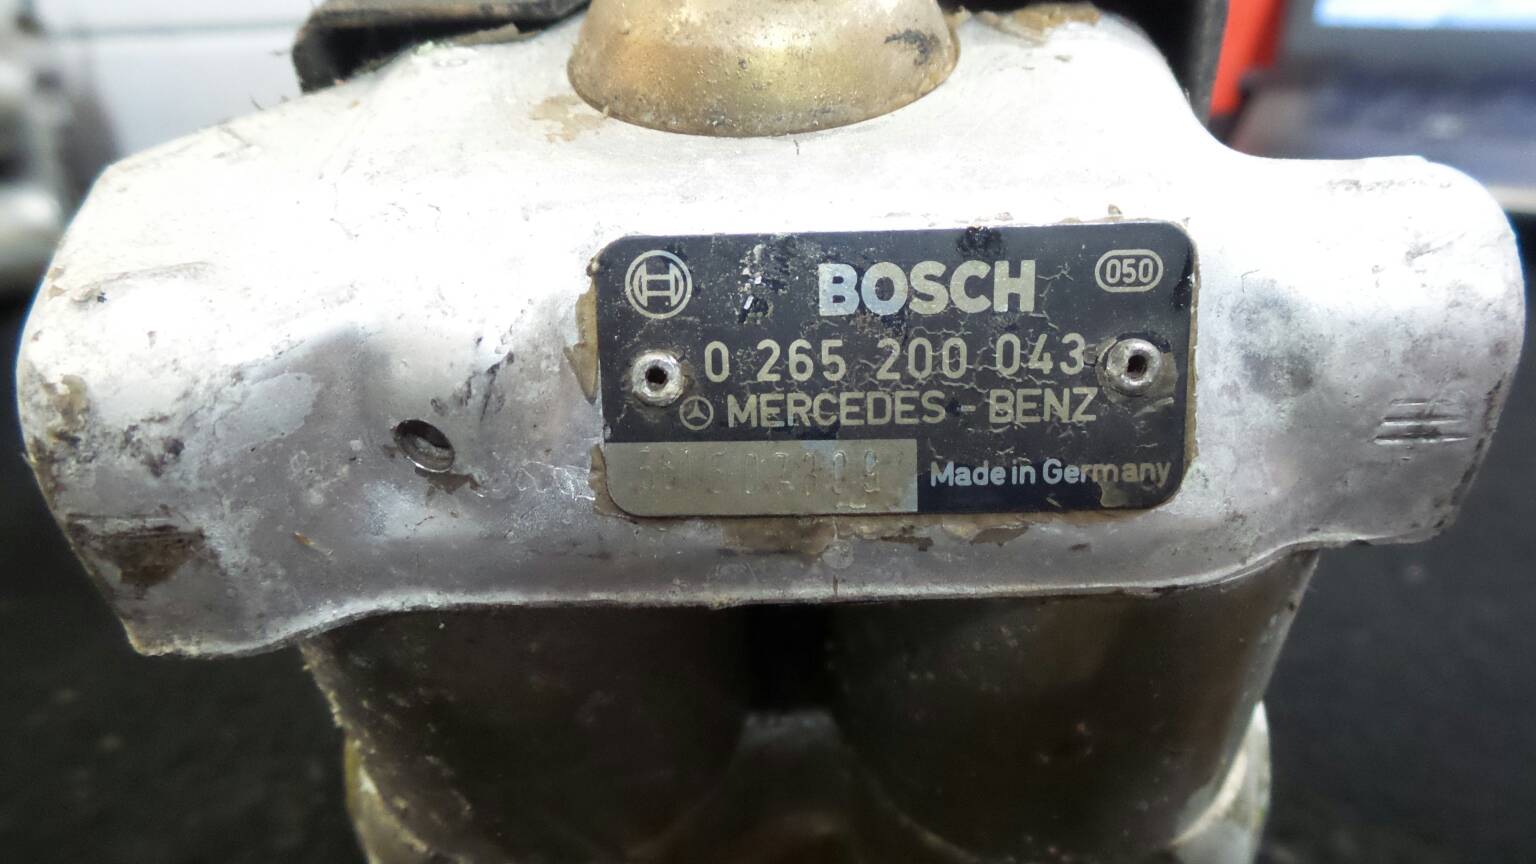 BOSCH 050
0 265 200 043
MERCEDES - BENZ
Made in Germany